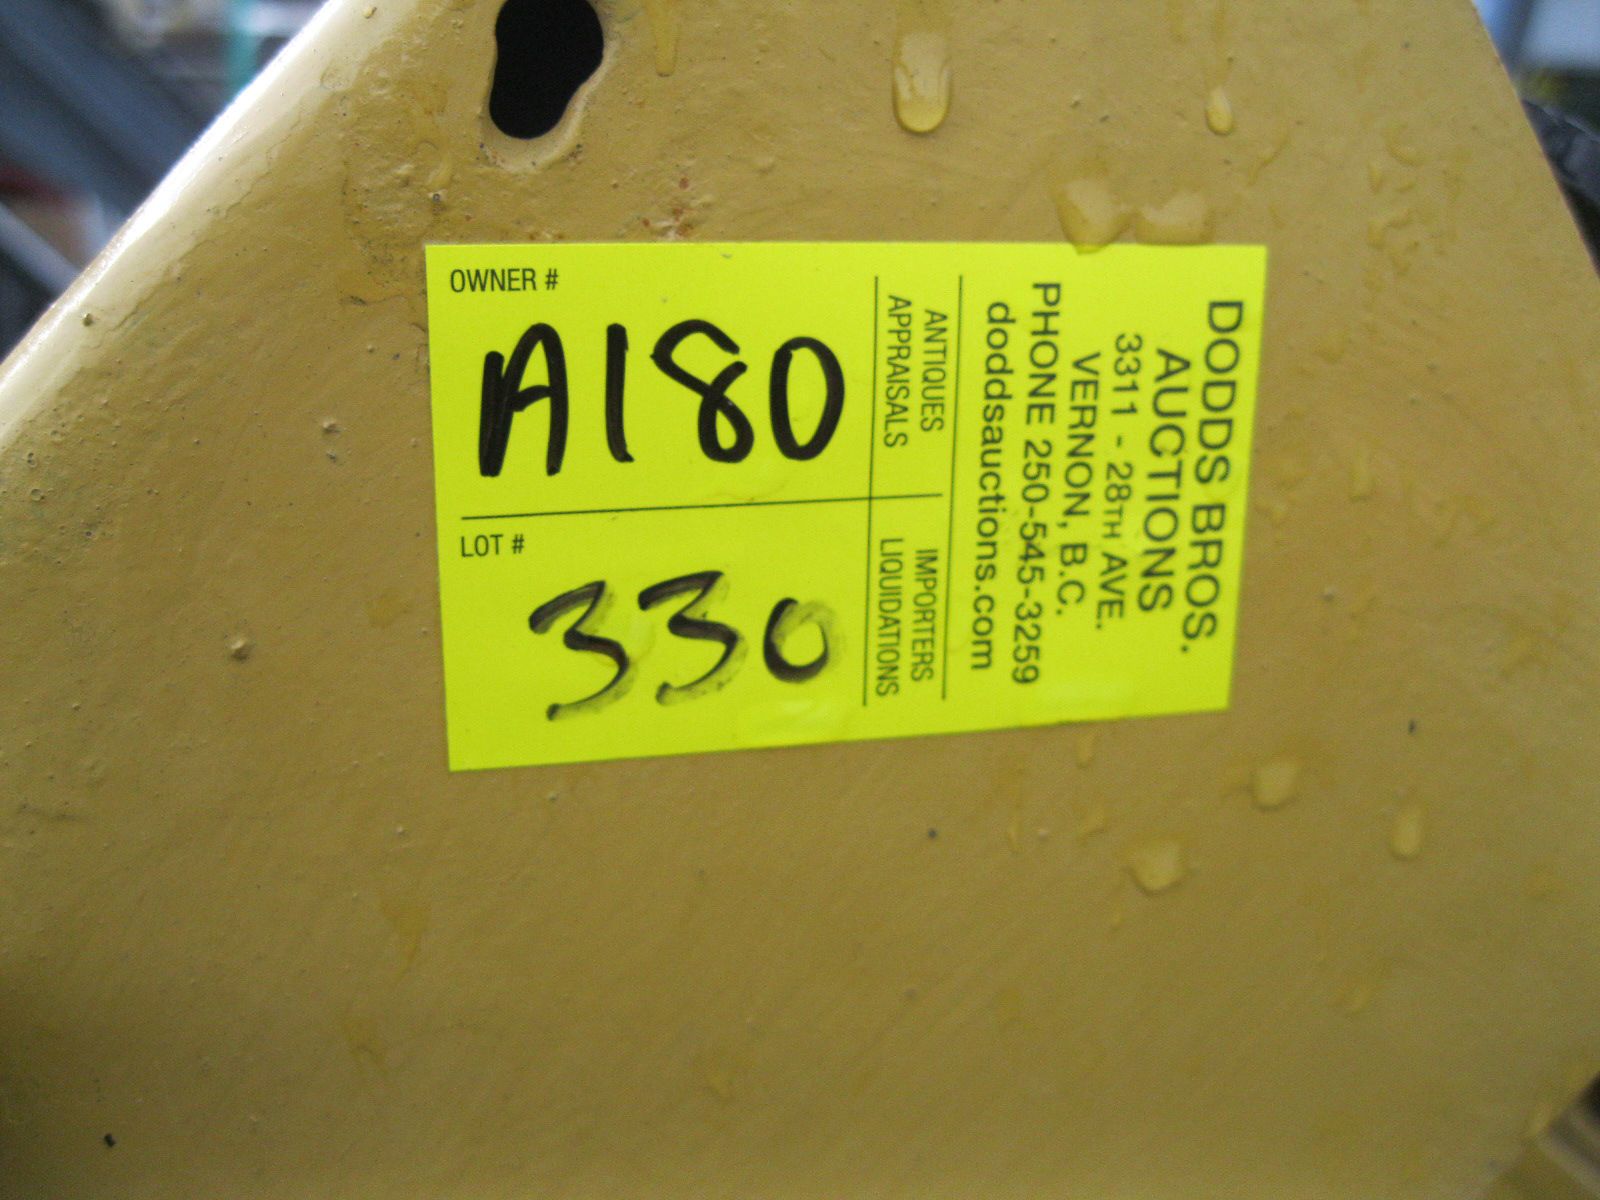 OWNER #
A180
LOT #
330
ANTIQUES
APPRAISALS
IMPORTERS
LIQUIDATIONS
DODDS BROS.
AUCTIONS
3311 - 28TH AVE.
VERNON, B.C.
PHONE 250-545-3259
doddsauctions.com